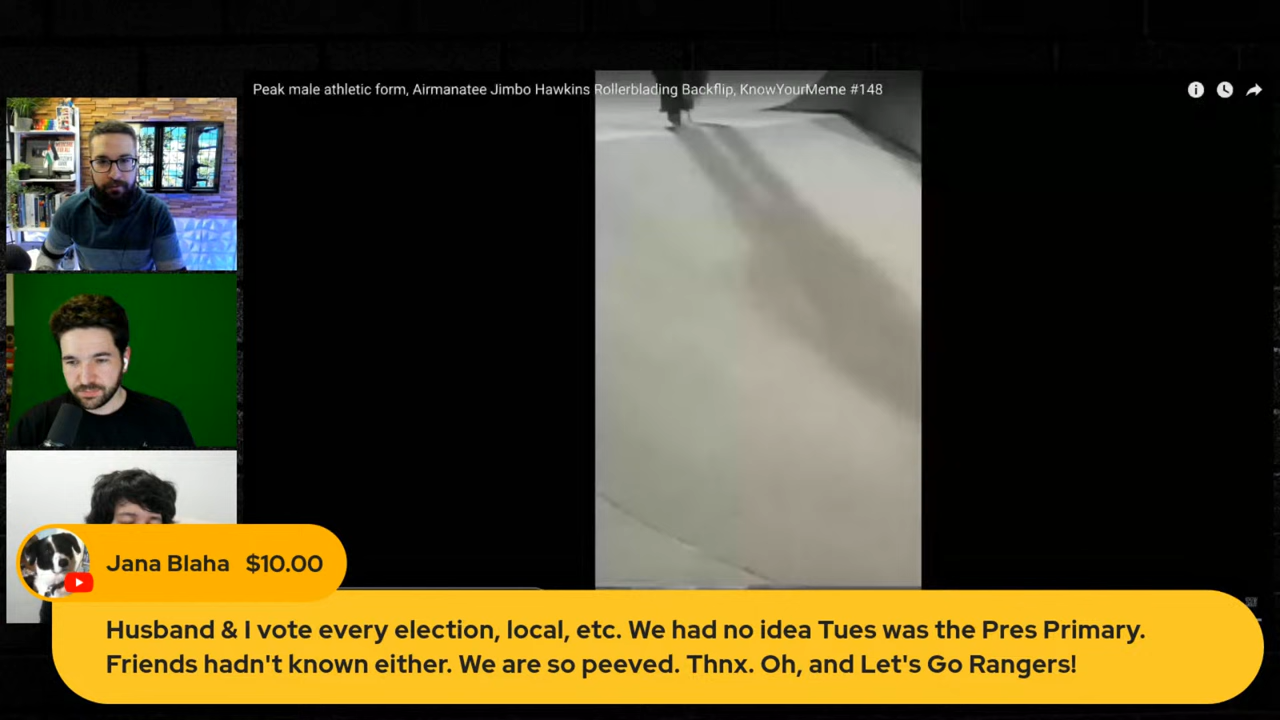 Peak male athletic form, Airmanatee Jimbo Hawkins Rollerblading Backflip, KnowYourMeme #148
Jana Blaha $10.00
Husband & I vote every election, local, etc. We had no idea Tues was the Pres Primary.
Friends hadn't known either. We are so peeved. Thnx. Oh, and Let's Go Rangers!